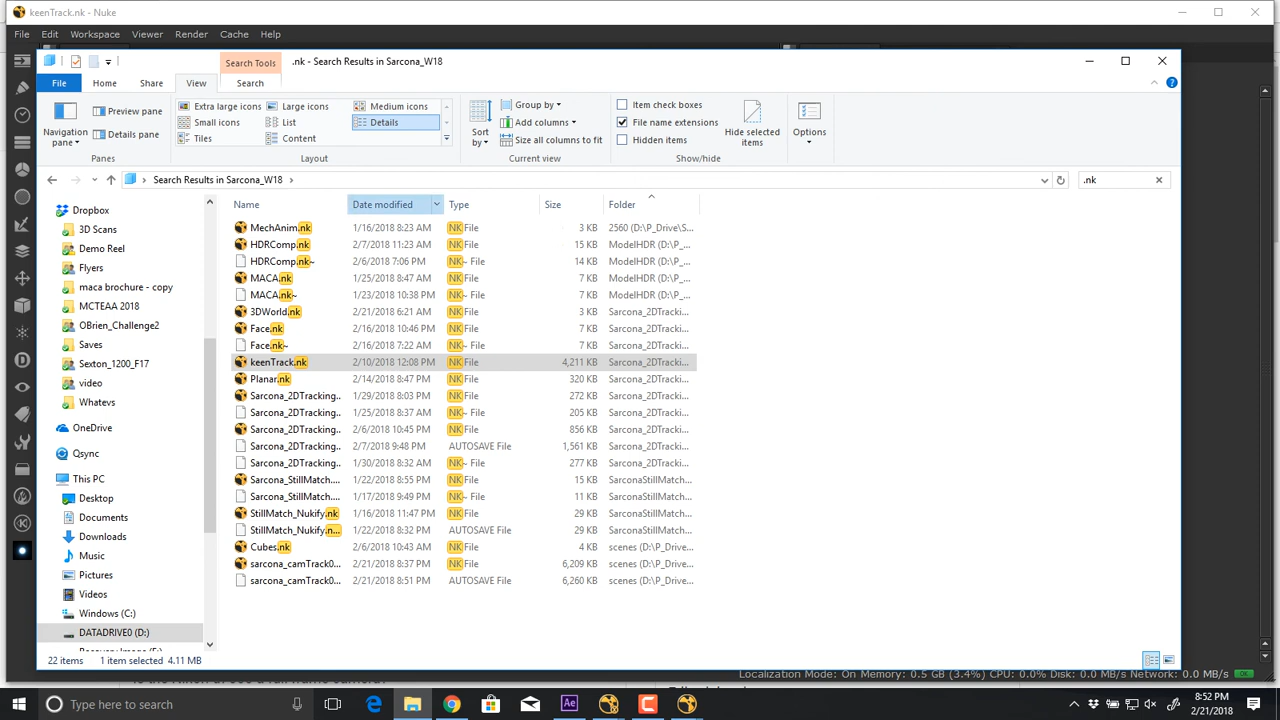 keenTrack.nk - Nuke
File Edit Workspace Viewer Render Cache Help
Search Tools
.nk - Search Results in Sarcona_W18
File Home Share View Search
Navigation pane
Preview pane
Details pane
Panes
Extra large icons Large icons Medium icons
Small icons List Details
Tiles Content
Layout
Sort by
Group by
Add columns
Size all columns to fit
Current view
Item check boxes
File name extensions
Hidden items
Hide selected items
Show/hide
Options
Search Results in Sarcona_W18
.nk
Dropbox
3D Scans
Demo Reel
Flyers
maca brochure - copy
MCTEAA 2018
OBrien_Challenge2
Saves
Sexton_1200_F17
video
Whatevs
OneDrive
Qsync
This PC
Desktop
Documents
Downloads
Music
Pictures
Videos
Windows (C:)
DATADRIVE0 (D:)
Name Date modified Type Size Folder
MechAnim.nk 1/16/2018 8:23 AM NK File 3 KB 2560 (D:\P_Drive\S...
HDRComp.nk 2/7/2018 11:23 AM NK File 15 KB ModelHDR (D:\P_...
HDRComp.nk~ 2/6/2018 7:06 PM NK~ File 14 KB ModelHDR (D:\P_...
MACA.nk 1/25/2018 8:47 AM NK File 7 KB ModelHDR (D:\P_...
MACA.nk~ 1/23/2018 10:38 PM NK~ File 7 KB ModelHDR (D:\P_...
3DWorld.nk 2/21/2018 6:21 AM NK File 3 KB Sarcona_2DTracki...
Face.nk 2/16/2018 10:46 PM NK File 16 KB Sarcona_2DTracki...
Face.nk~ 2/16/2018 7:22 AM NK~ File 12 KB Sarcona_2DTracki...
keenTrack.nk 2/10/2018 12:08 PM NK File 4,211 KB Sarcona_2DTracki...
Planar.nk 2/14/2018 8:47 PM NK File 320 KB Sarcona_2DTracki...
Sarcona_2DTracking.. 1/29/2018 8:03 PM NK File 272 KB Sarcona_2DTracki...
Sarcona_2DTracking.. 1/25/2018 8:37 AM NK~ File 205 KB Sarcona_2DTracki...
Sarcona_2DTracking.. 2/6/2018 10:45 PM NK File 856 KB Sarcona_2DTracki...
Sarcona_2DTracking.. 2/7/2018 9:48 PM AUTOSAVE File 1,561 KB Sarcona_2DTracki...
Sarcona_2DTracking.. 1/30/2018 8:32 AM NK~ File 277 KB Sarcona_2DTracki...
Sarcona_StillMatch.... 1/22/2018 8:55 PM NK File 15 KB SarconaStillMatch...
Sarcona_StillMatch.... 1/17/2018 9:49 PM NK~ File 11 KB SarconaStillMatch...
StillMatch_Nukify.nk 1/16/2018 11:47 PM NK File 29 KB SarconaStillMatch...
StillMatch_Nukify.n... 1/22/2018 8:32 PM AUTOSAVE File 29 KB SarconaStillMatch...
Cubes.nk 2/6/2018 10:43 AM NK File 4 KB scenes (D:\P_Drive...
sarcona_camTrack0... 2/21/2018 8:37 PM NK File 6,209 KB scenes (D:\P_Drive...
sarcona_camTrack0... 2/21/2018 8:51 PM AUTOSAVE File 6,260 KB scenes (D:\P_Drive...
22 items 1 item selected 4.11 MB
Localization Mode: On Memory: 0.5 GB (3.4%) CPU: 0.0% Disk: 0.0 MB/s Network: 0.0 MB/s
Type here to search
8:52 PM
2/21/2018